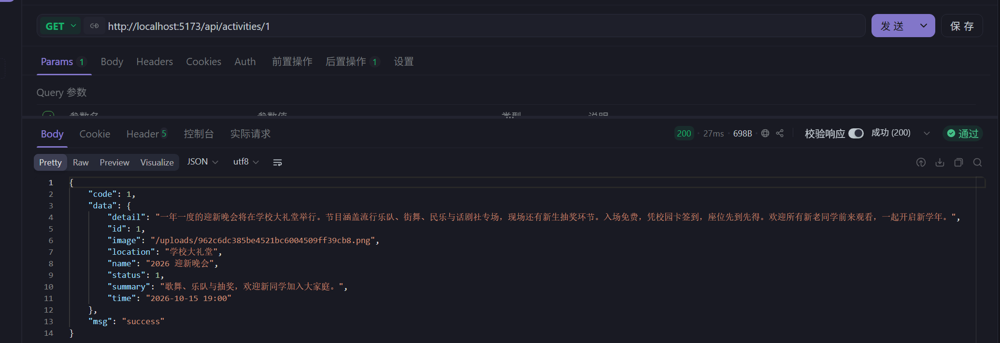 GET http://localhost:5173/api/activities/1 发 送 保 存
Params 1 Body Headers Cookies Auth 前置操作 后置操作 1 设置
Query 参数
参数名 参数值 类型 说明
Body Cookie Header 5 控制台 实际请求 200 · 27ms · 698B 校验响应 成功 (200) 通过
Pretty Raw Preview Visualize JSON utf8
1 {
2 "code": 1,
3 "data": {
4 "detail": "一年一度的迎新晚会将在学校大礼堂举行。节目涵盖流行乐队、街舞、民乐与话剧社专场，现场还有新生抽奖环节。入场免费，凭校园卡签到，座位先到先得。欢迎所有新老同学前来观看，一起开启新学年。",
5 "id": 1,
6 "image": "/uploads/962c6dc385be4521bc6004509ff39cb8.png",
7 "location": "学校大礼堂",
8 "name": "2026 迎新晚会",
9 "status": 1,
10 "summary": "歌舞、乐队与抽奖，欢迎新同学加入大家庭。",
11 "time": "2026-10-15 19:00"
12 },
13 "msg": "success"
14 }